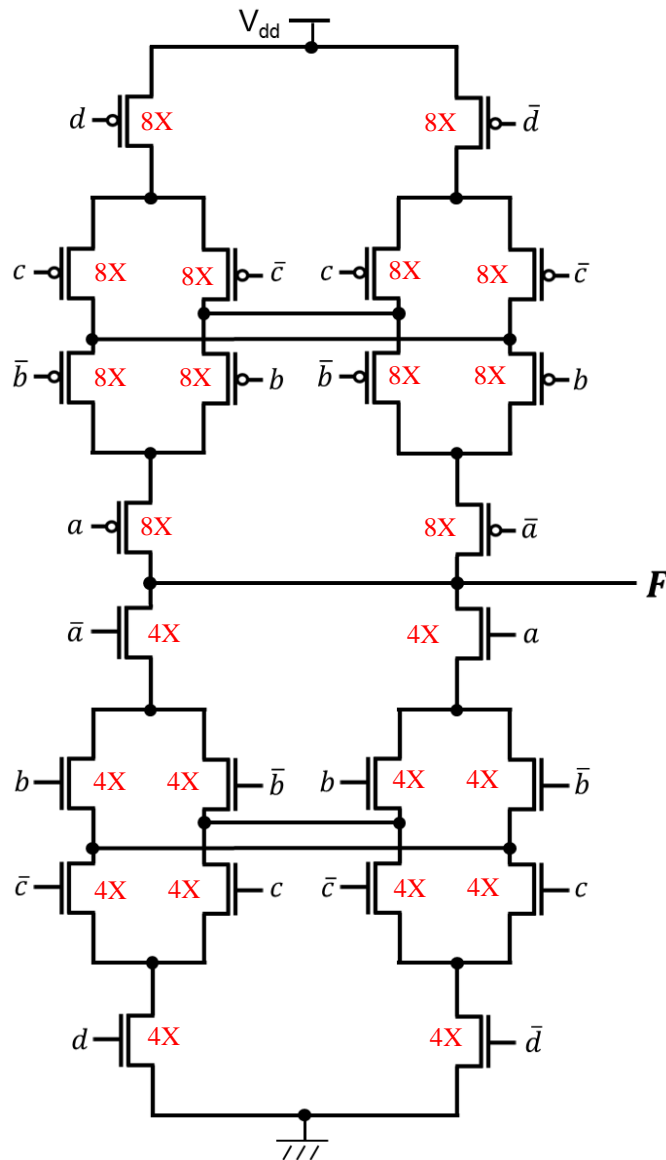 V_dd
d 8X 8X d̄
c 8X 8X c̄ c 8X 8X c̄
b̄ 8X 8X b b̄ 8X 8X b
a 8X 8X ā
F
ā 4X 4X a
b 4X 4X b̄ b 4X 4X b̄
c̄ 4X 4X c c̄ 4X 4X c
d 4X 4X d̄